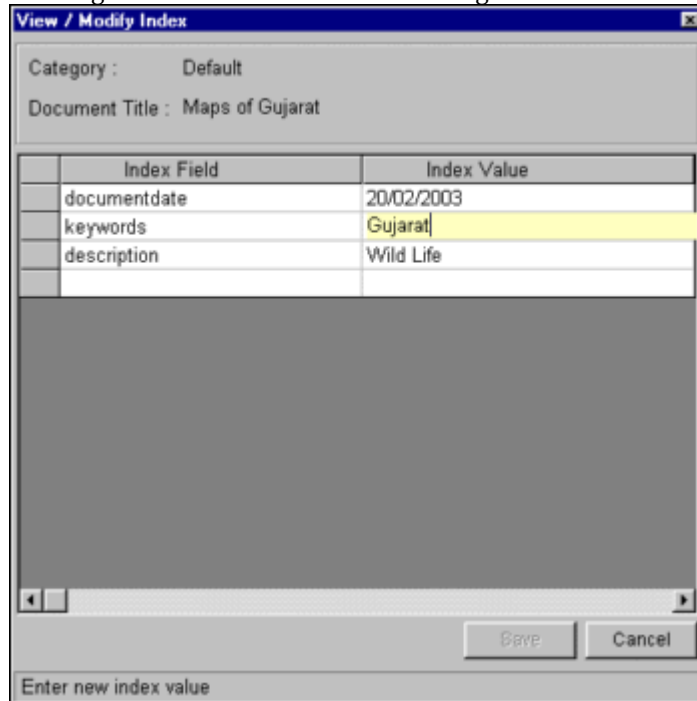 View / Modify Index
Category : Default
Document Title : Maps of Gujarat
Index Field Index Value
documentdate 20/02/2003
keywords Gujarat
description Wild Life
Save Cancel
Enter new index value